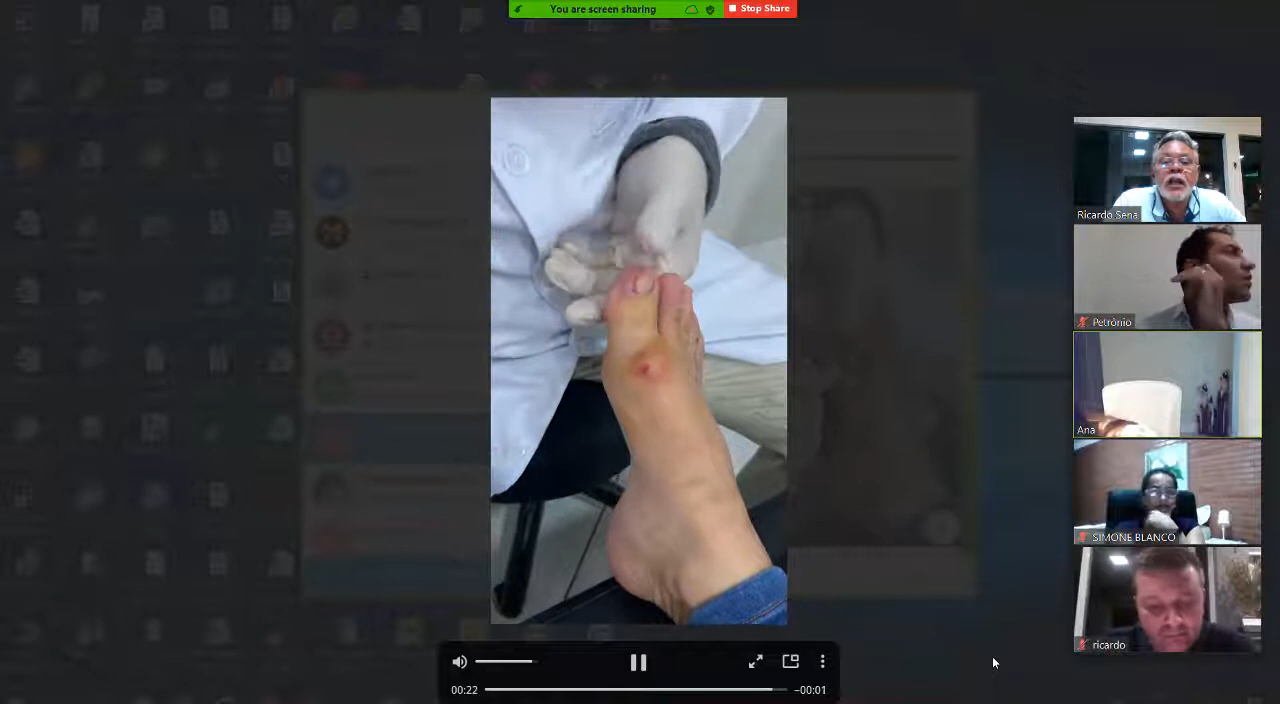 You are screen sharing
Stop Share
Ricardo Sena
Petrônio
Ana
SIMONE BLANCO
ricardo
00:22
−00:01